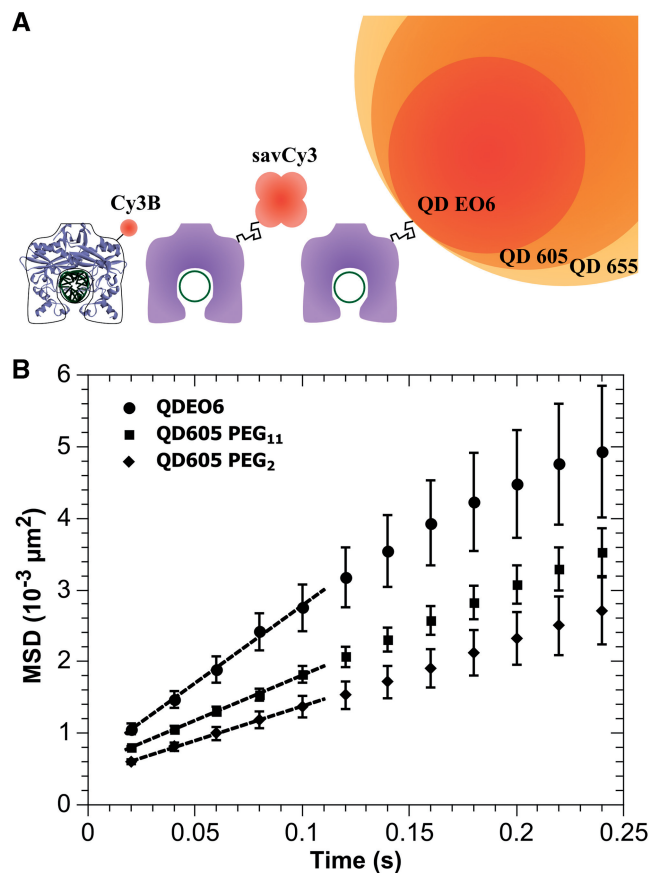 A
savCy3
Cy3B
QD EO6
QD 605
QD 655
B
QDEO6
QD605 PEG₁₁
QD605 PEG₂
MSD (10⁻³ µm²)
6
5
4
3
2
1
0
0 0.05 0.1 0.15 0.2 0.25
Time (s)